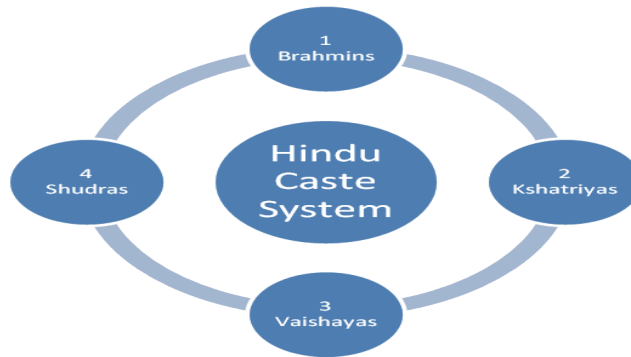 1
Brahmins
2
Kshatriyas
3
Vaishayas
4
Shudras
Hindu
Caste
System